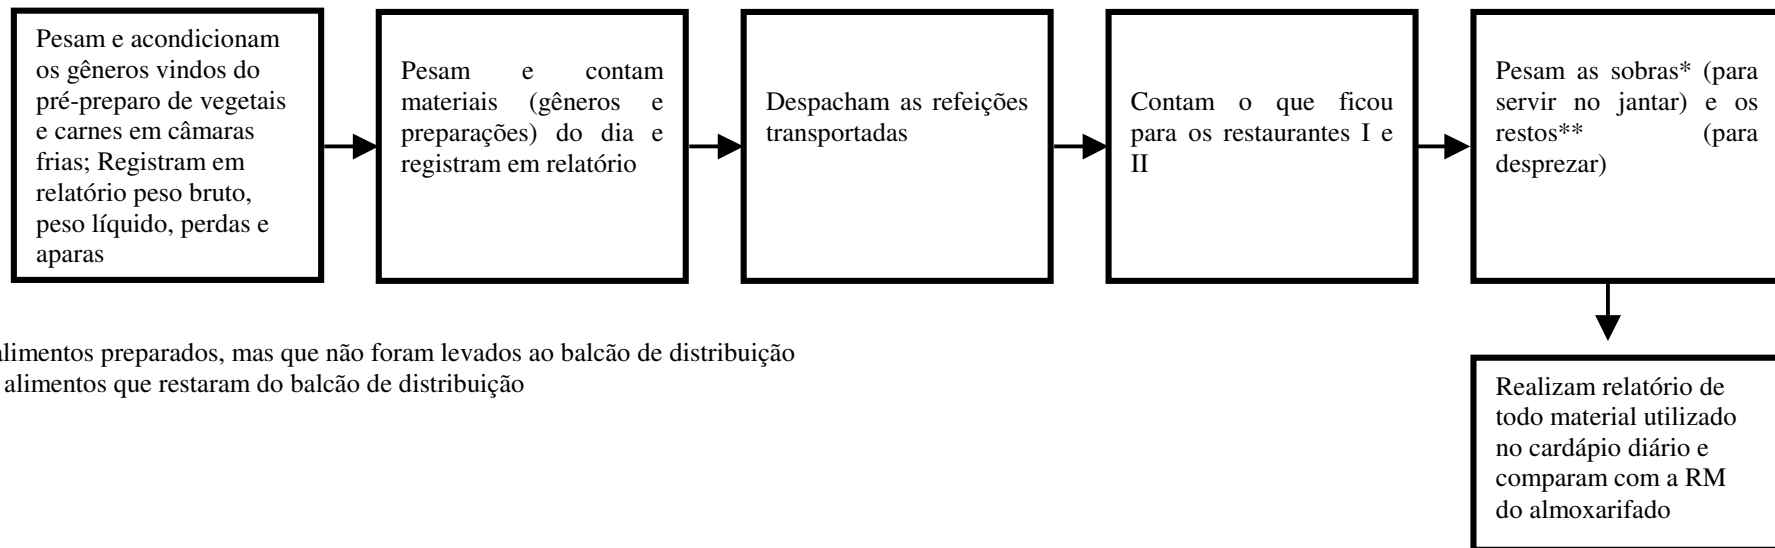 Pesam e acondicionam
os gêneros vindos do
pré-preparo de vegetais
e carnes em câmaras
frias; Registram em
relatório peso bruto,
peso líquido, perdas e
aparas
Pesam e contam
materiais (gêneros e
preparações) do dia e
registram em relatório
Despacham as refeições
transportadas
Contam o que ficou
para os restaurantes I e
II
Pesam as sobras* (para
servir no jantar) e os
restos** (para
desprezar)
Realizam relatório de
todo material utilizado
no cardápio diário e
comparam com a RM
do almoxarifado
alimentos preparados, mas que não foram levados ao balcão de distribuição
alimentos que restaram do balcão de distribuição